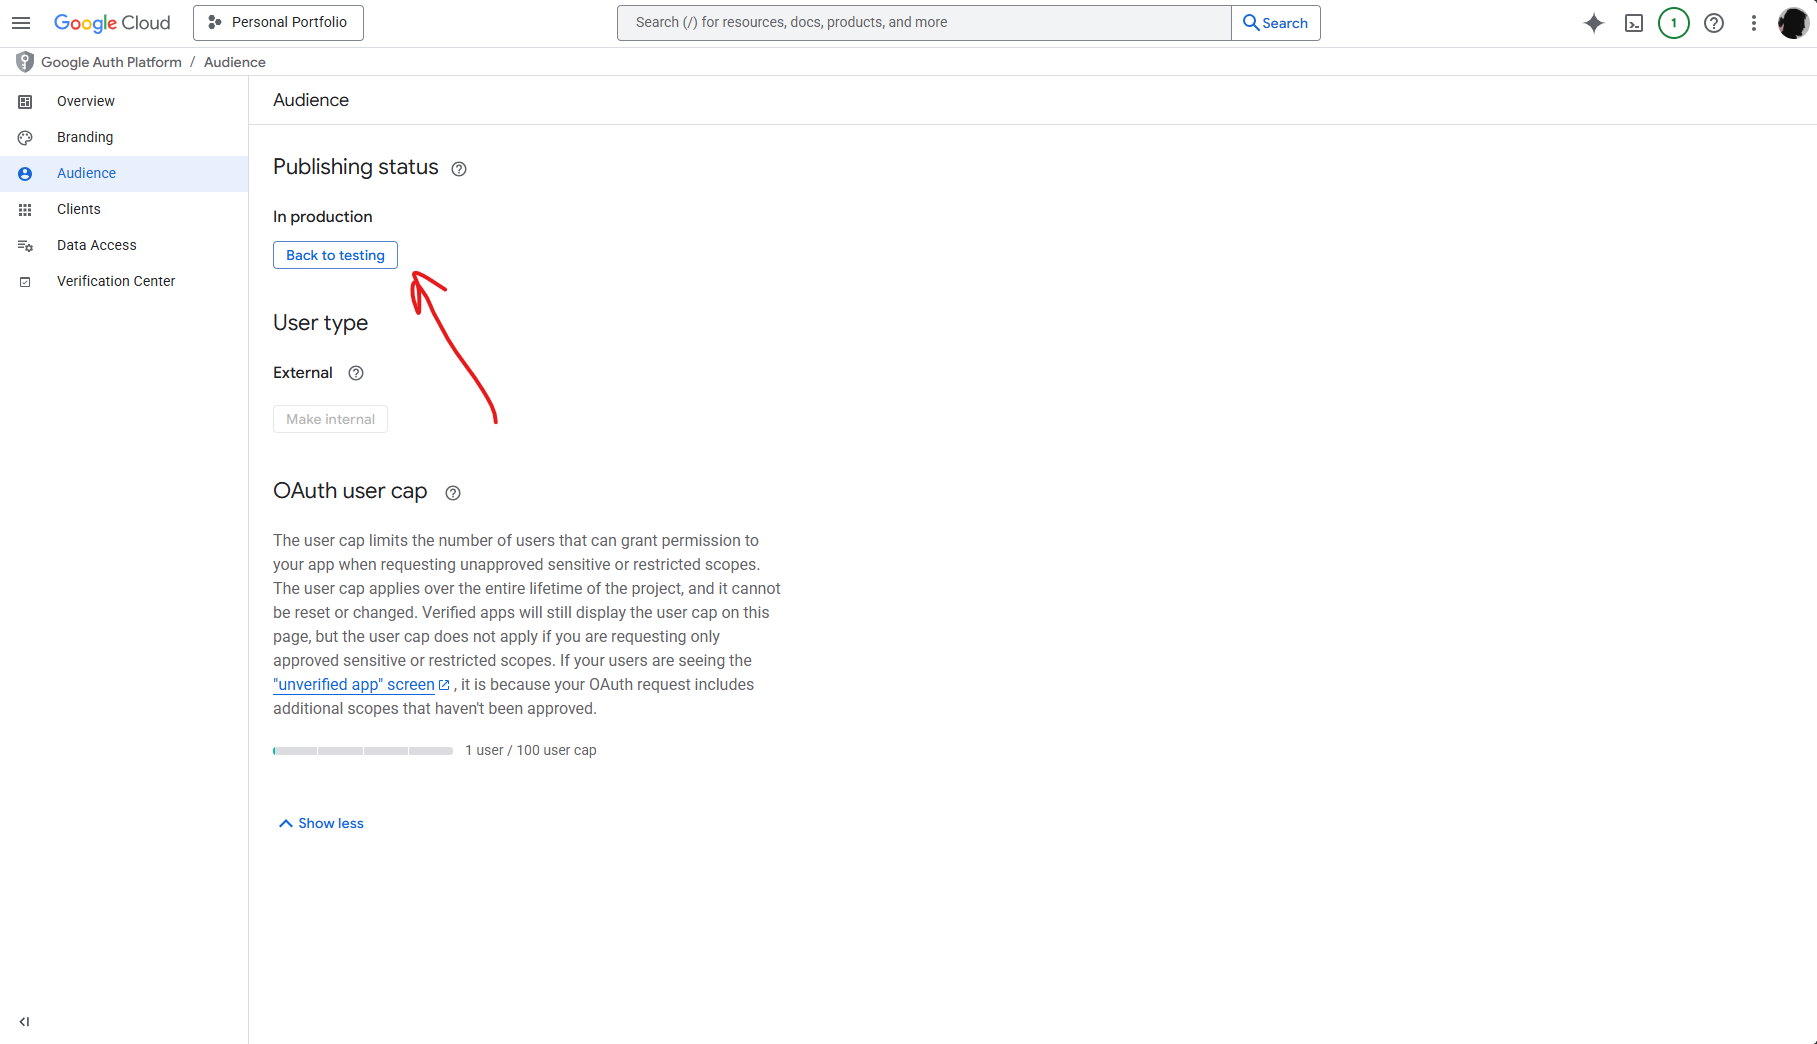 Google Cloud
Personal Portfolio
Search (/) for resources, docs, products, and more
Search
1
Google Auth Platform / Audience
Overview
Branding
Audience
Clients
Data Access
Verification Center
Audience
Publishing status
In production
Back to testing
User type
External
Make internal
OAuth user cap
The user cap limits the number of users that can grant permission to
your app when requesting unapproved sensitive or restricted scopes.
The user cap applies over the entire lifetime of the project, and it cannot
be reset or changed. Verified apps will still display the user cap on this
page, but the user cap does not apply if you are requesting only
approved sensitive or restricted scopes. If your users are seeing the
"unverified app" screen , it is because your OAuth request includes
additional scopes that haven't been approved.
1 user / 100 user cap
Show less